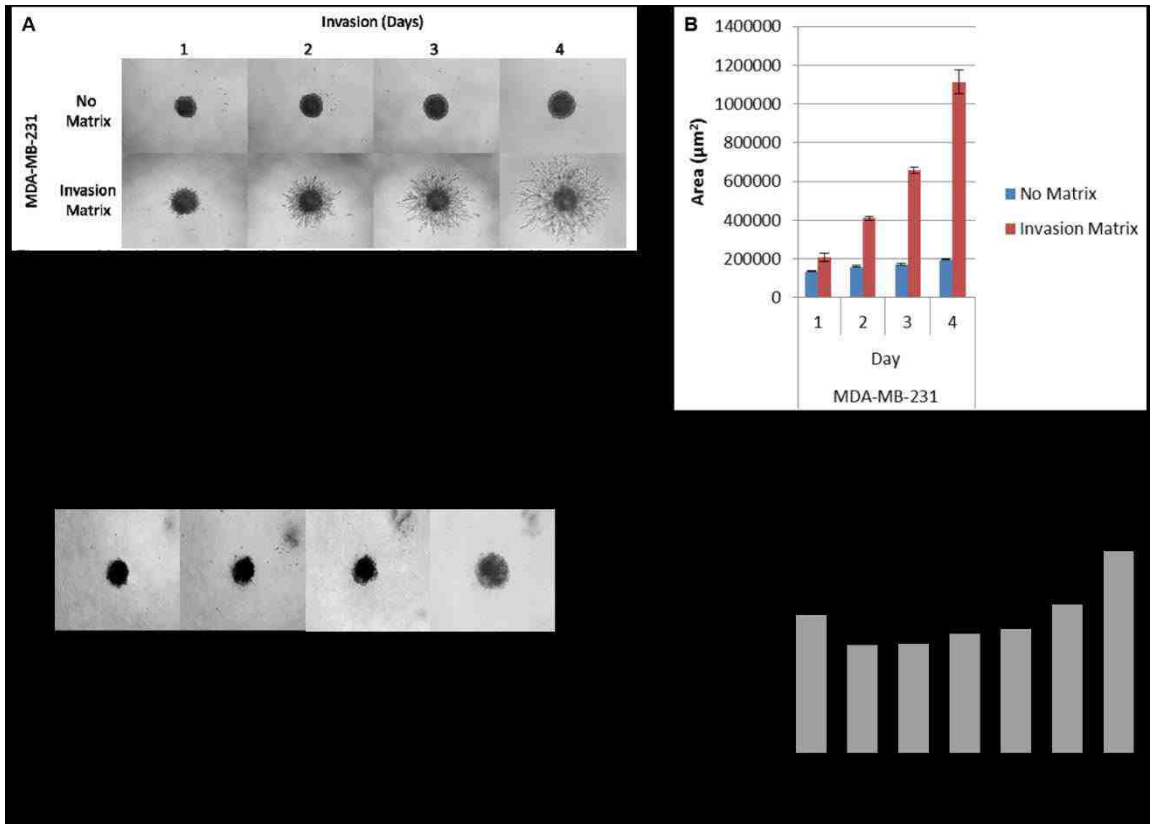 A
Invasion (Days)
1 2 3 4
MDA-MB-231
No
Matrix
Invasion
Matrix
B
1400000
1200000
1000000
800000
600000
400000
200000
0
Area (µm²)
1 2 3 4
Day
MDA-MB-231
No Matrix
Invasion Matrix